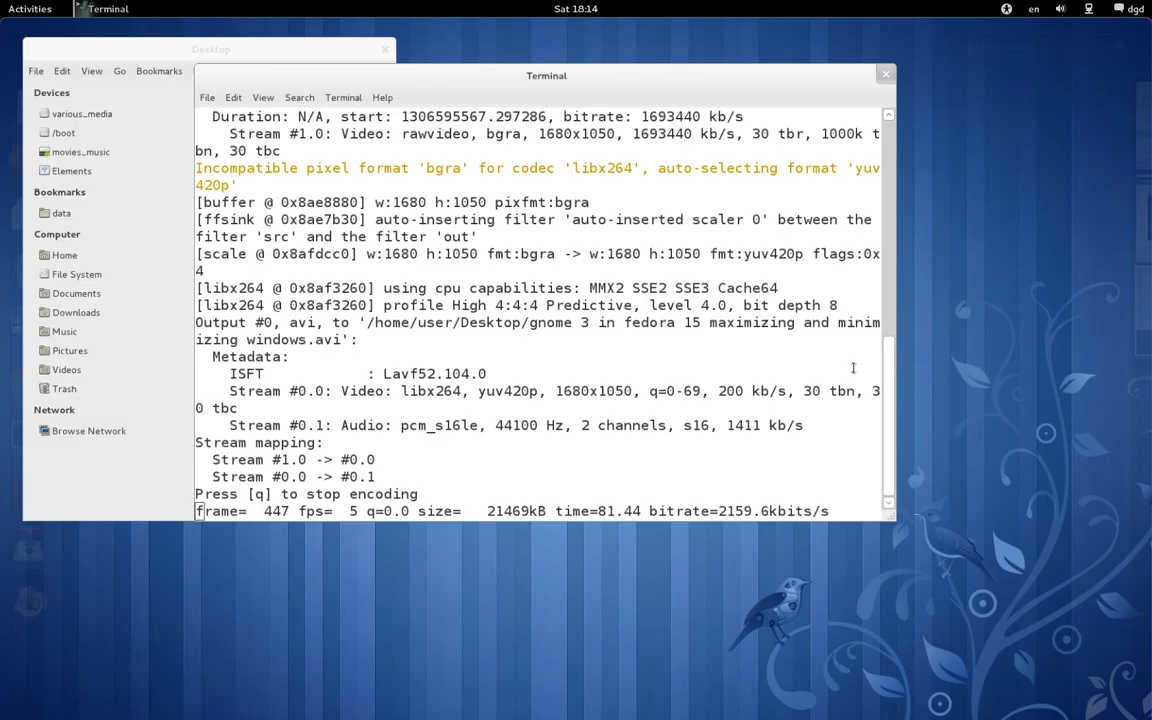 Activities
Terminal
Sat 18:14
en
dgd
Desktop
File Edit View Go Bookmarks
Devices
various_media
/boot
movies_music
Elements
Bookmarks
data
Computer
Home
File System
Documents
Downloads
Music
Pictures
Videos
Trash
Network
Browse Network
Terminal
File Edit View Search Terminal Help
Duration: N/A, start: 1306595567.297286, bitrate: 1693440 kb/s
Stream #1.0: Video: rawvideo, bgra, 1680x1050, 1693440 kb/s, 30 tbr, 1000k t
bn, 30 tbc
Incompatible pixel format 'bgra' for codec 'libx264', auto-selecting format 'yuv
420p'
[buffer @ 0x8ae8880] w:1680 h:1050 pixfmt:bgra
[ffsink @ 0x8ae7b30] auto-inserting filter 'auto-inserted scaler 0' between the
filter 'src' and the filter 'out'
[scale @ 0x8afdcc0] w:1680 h:1050 fmt:bgra -> w:1680 h:1050 fmt:yuv420p flags:0x
4
[libx264 @ 0x8af3260] using cpu capabilities: MMX2 SSE2 SSE3 Cache64
[libx264 @ 0x8af3260] profile High 4:4:4 Predictive, level 4.0, bit depth 8
Output #0, avi, to '/home/user/Desktop/gnome 3 in fedora 15 maximizing and minim
izing windows.avi':
Metadata:
ISFT : Lavf52.104.0
Stream #0.0: Video: libx264, yuv420p, 1680x1050, q=0-69, 200 kb/s, 30 tbn, 3
0 tbc
Stream #0.1: Audio: pcm_s16le, 44100 Hz, 2 channels, s16, 1411 kb/s
Stream mapping:
Stream #1.0 -> #0.0
Stream #0.0 -> #0.1
Press [q] to stop encoding
frame= 447 fps= 5 q=0.0 size= 21469kB time=81.44 bitrate=2159.6kbits/s